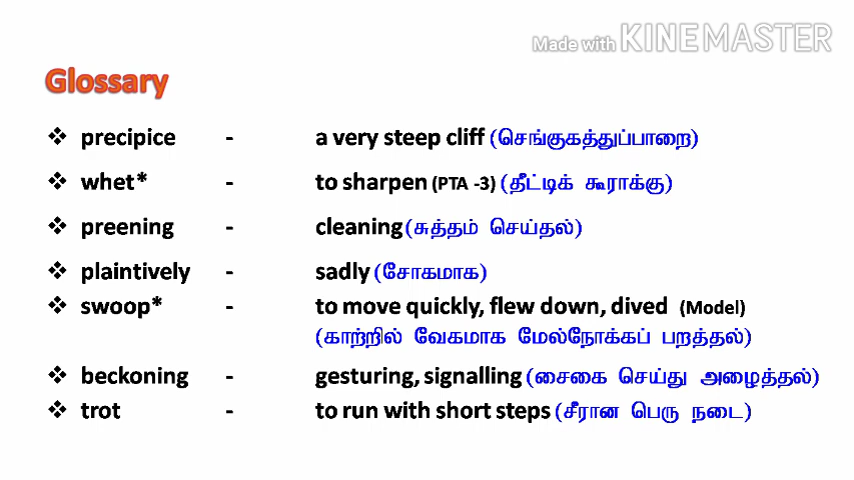 Made with KINEMASTER
Glossary
❖ precipice - a very steep cliff (செங்குகத்துப்பாறை)
❖ whet* - to sharpen (PTA -3) (தீட்டிக் கூராக்கு)
❖ preening - cleaning (சுத்தம் செய்தல்)
❖ plaintively - sadly (சோகமாக)
❖ swoop* - to move quickly, flew down, dived (Model)
(காற்றில் வேகமாக மேல்நோக்கப் பறத்தல்)
❖ beckoning - gesturing, signalling (சைகை செய்து அழைத்தல்)
❖ trot - to run with short steps (சீரான பெரு நடை)